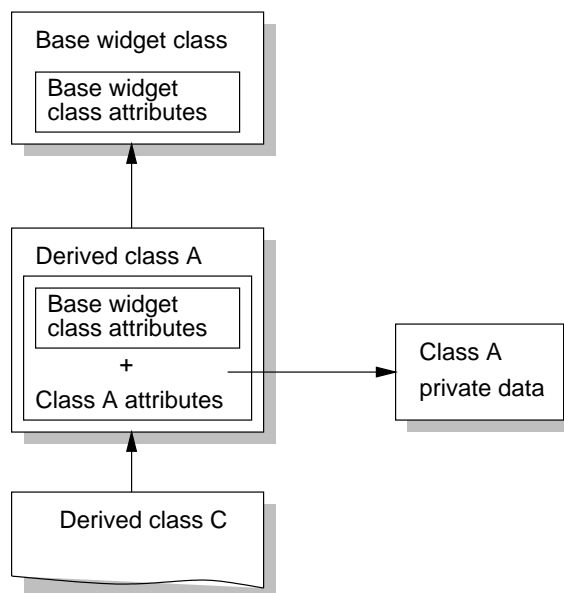 Base widget class
Base widget
class attributes
Derived class A
Base widget
class attributes
+
Class A attributes
Class A
private data
Derived class C